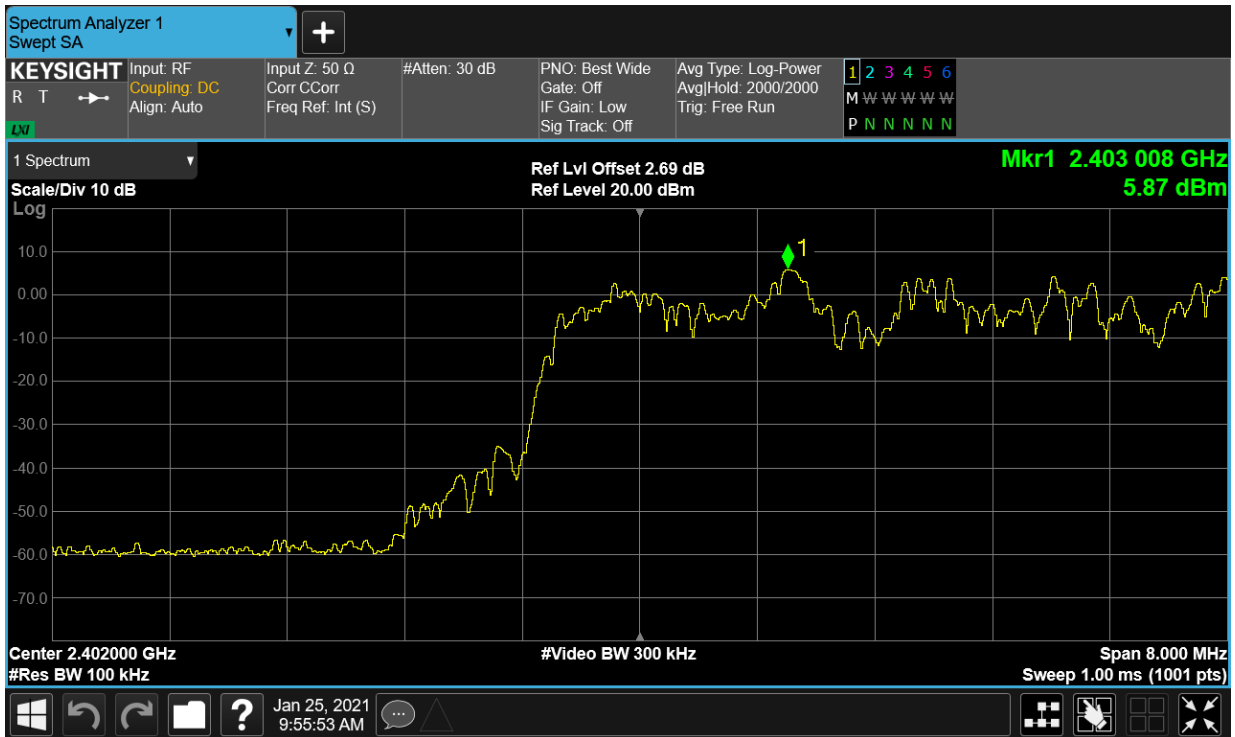 Spectrum Analyzer 1
Swept SA
KEYSIGHT
R T
LXI
Input: RF
Coupling: DC
Align: Auto
Input Z: 50 Ω
Corr CCorr
Freq Ref: Int (S)
#Atten: 30 dB
PNO: Best Wide
Gate: Off
IF Gain: Low
Sig Track: Off
Avg Type: Log-Power
Avg|Hold: 2000/2000
Trig: Free Run
1 2 3 4 5 6
M W W W W W
P N N N N N
1 Spectrum
Scale/Div 10 dB
Log
Ref Lvl Offset 2.69 dB
Ref Level 20.00 dBm
Mkr1 2.403 008 GHz
5.87 dBm
1
10.0
0.00
-10.0
-20.0
-30.0
-40.0
-50.0
-60.0
-70.0
Center 2.402000 GHz
#Res BW 100 kHz
#Video BW 300 kHz
Span 8.000 MHz
Sweep 1.00 ms (1001 pts)
?
Jan 25, 2021
9:55:53 AM